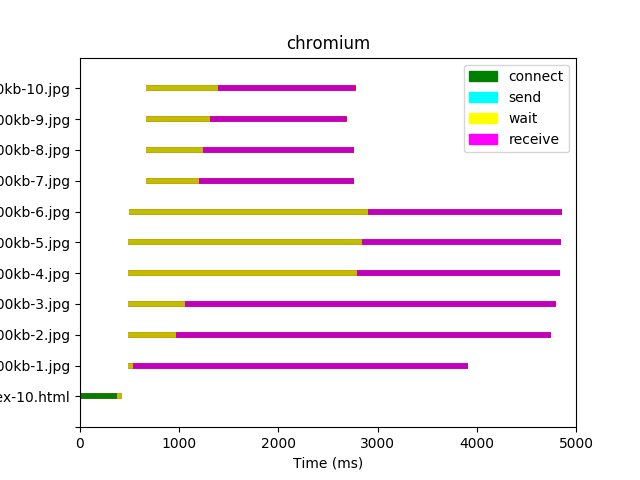 chromium
connect
send
wait
receive
0kb-10.jpg
00kb-9.jpg
00kb-8.jpg
00kb-7.jpg
00kb-6.jpg
00kb-5.jpg
00kb-4.jpg
00kb-3.jpg
00kb-2.jpg
00kb-1.jpg
ex-10.html
0 1000 2000 3000 4000 5000
Time (ms)